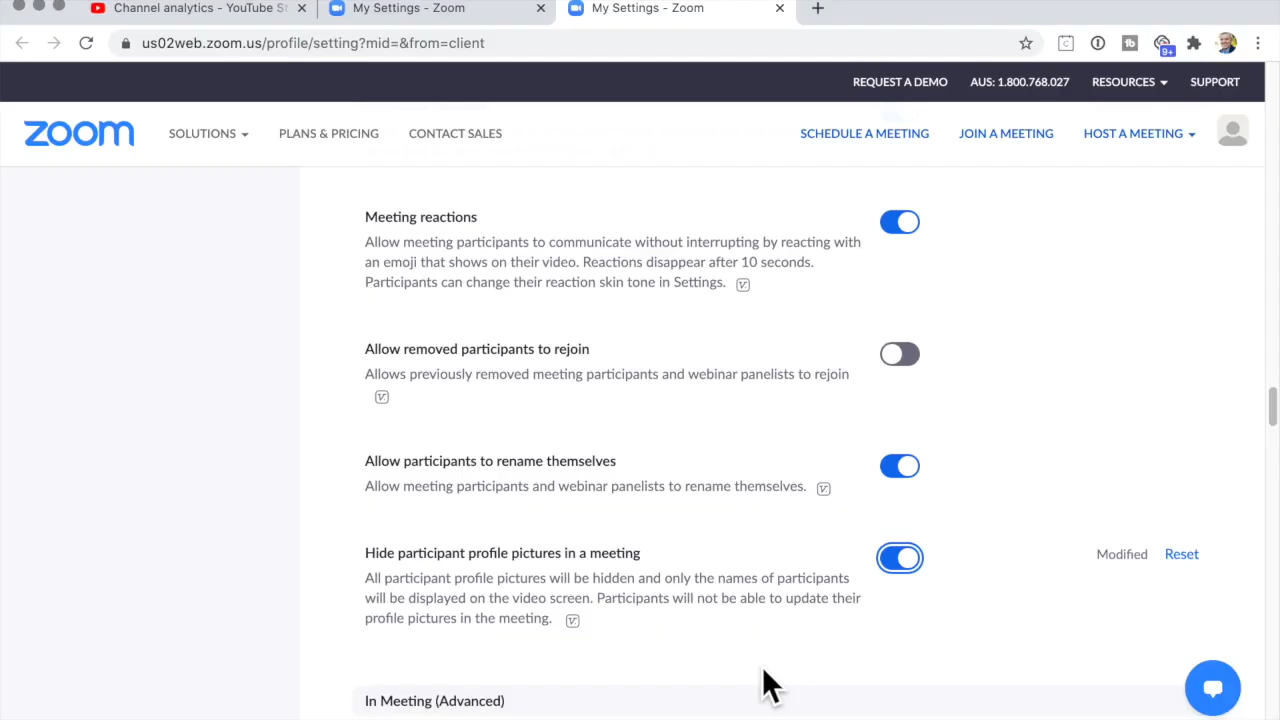 Channel analytics - YouTube St
My Settings - Zoom
My Settings - Zoom
us02web.zoom.us/profile/setting?mid=&from=client
9+
REQUEST A DEMO
AUS: 1.800.768.027
RESOURCES
SUPPORT
zoom
SOLUTIONS
PLANS & PRICING
CONTACT SALES
SCHEDULE A MEETING
JOIN A MEETING
HOST A MEETING
Meeting reactions
Allow meeting participants to communicate without interrupting by reacting with
an emoji that shows on their video. Reactions disappear after 10 seconds.
Participants can change their reaction skin tone in Settings.
Allow removed participants to rejoin
Allows previously removed meeting participants and webinar panelists to rejoin
Allow participants to rename themselves
Allow meeting participants and webinar panelists to rename themselves.
Hide participant profile pictures in a meeting
Modified Reset
All participant profile pictures will be hidden and only the names of participants
will be displayed on the video screen. Participants will not be able to update their
profile pictures in the meeting.
In Meeting (Advanced)